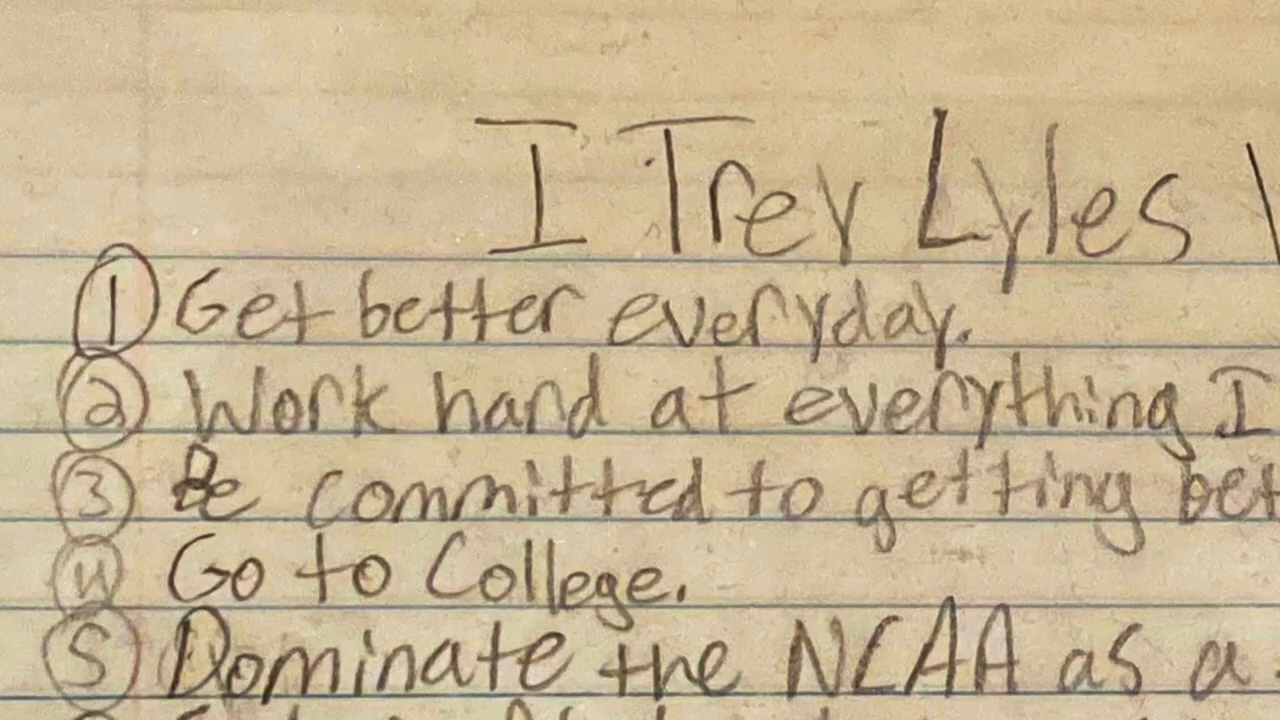 I Trey Lyles
① Get better everyday.
② Work hard at everything I
③ Be committed to getting bet
④ Go to College.
⑤ Dominate the NCAA as a